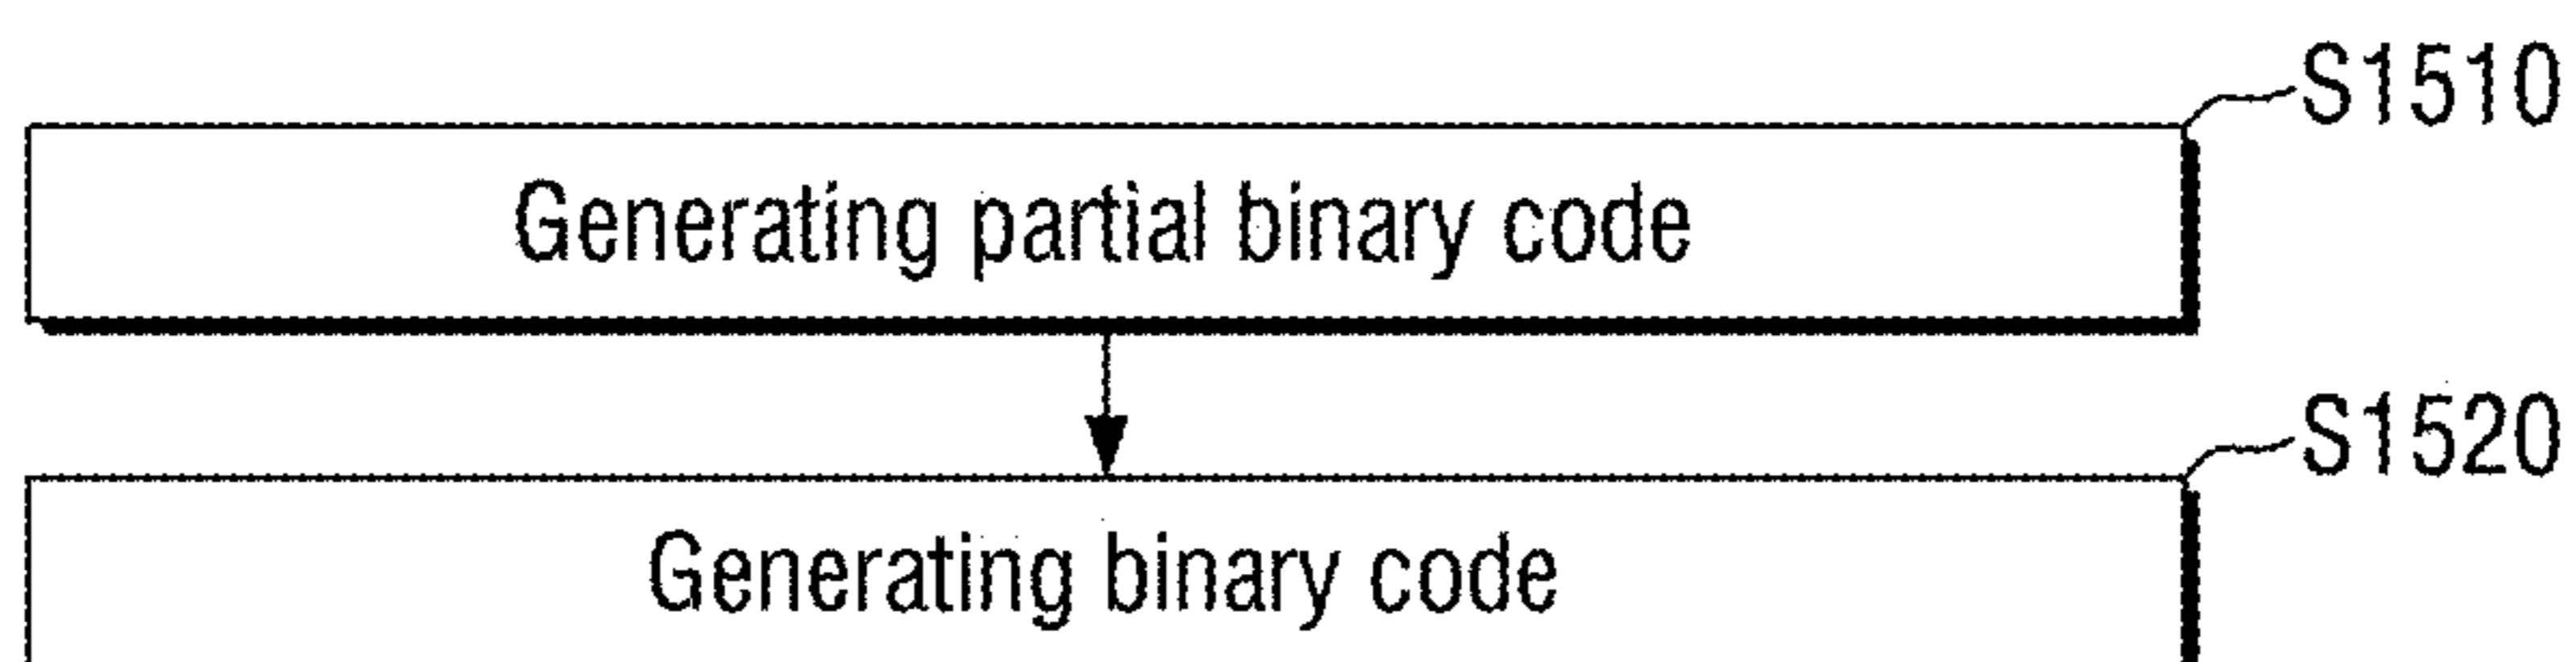 S1510
Generating partial binary code
S1520
Generating binary code